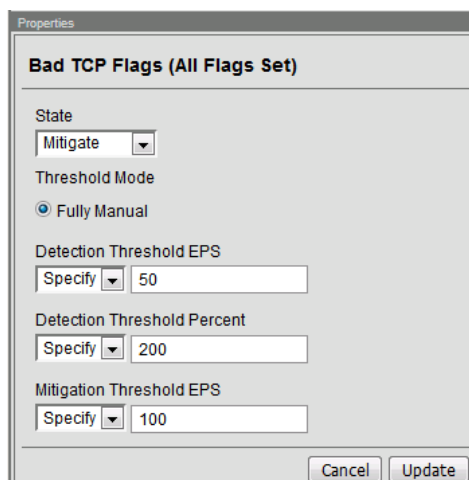 Properties
Bad TCP Flags (All Flags Set)
State
Mitigate
Threshold Mode
Fully Manual
Detection Threshold EPS
Specify 50
Detection Threshold Percent
Specify 200
Mitigation Threshold EPS
Specify 100
Cancel Update